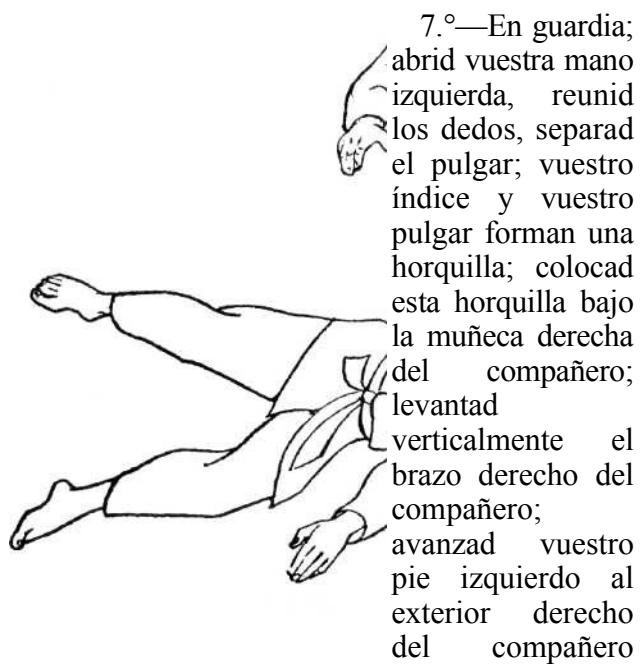 7.°—En guardia;
abrid vuestra mano
izquierda, reunid
los dedos, separad
el pulgar; vuestro
índice y vuestro
pulgar forman una
horquilla; colocad
esta horquilla bajo
la muñeca derecha
del compañero;
levantad
verticalmente el
brazo derecho del
compañero;
avanzad vuestro
pie izquierdo al
exterior derecho
del compañero